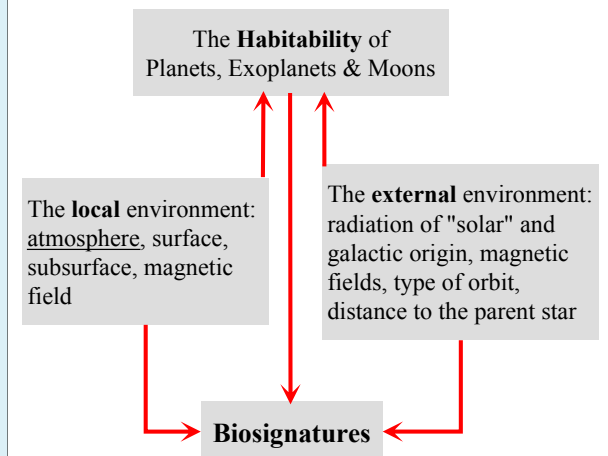 The Habitability of
Planets, Exoplanets & Moons
The local environment:
atmosphere, surface,
subsurface, magnetic
field
The external environment:
radiation of "solar" and
galactic origin, magnetic
fields, type of orbit,
distance to the parent star
Biosignatures